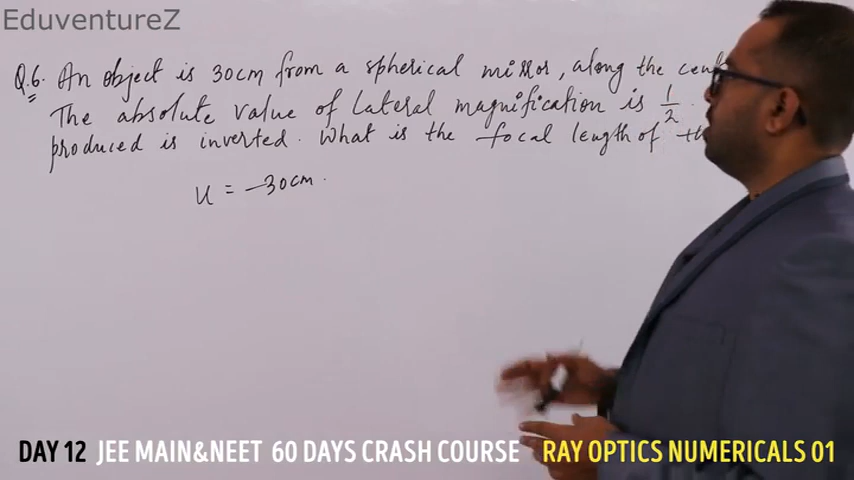 EduventureZ
Q.6. An object is 30cm from a spherical mirror, along the
The absolute value of lateral magnification is 1/2.
produced is inverted. What is the focal length of
u = -30cm.
DAY 12 JEE MAIN&NEET 60 DAYS CRASH COURSE RAY OPTICS NUMERICALS 01